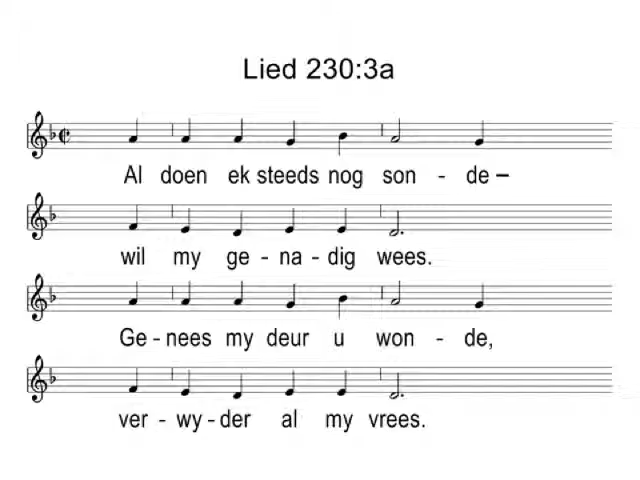 Lied 230:3a
Al doen ek steeds nog son - de –
wil my ge - na - dig wees.
Ge - nees my deur u won - de,
ver - wy - der al my vrees.